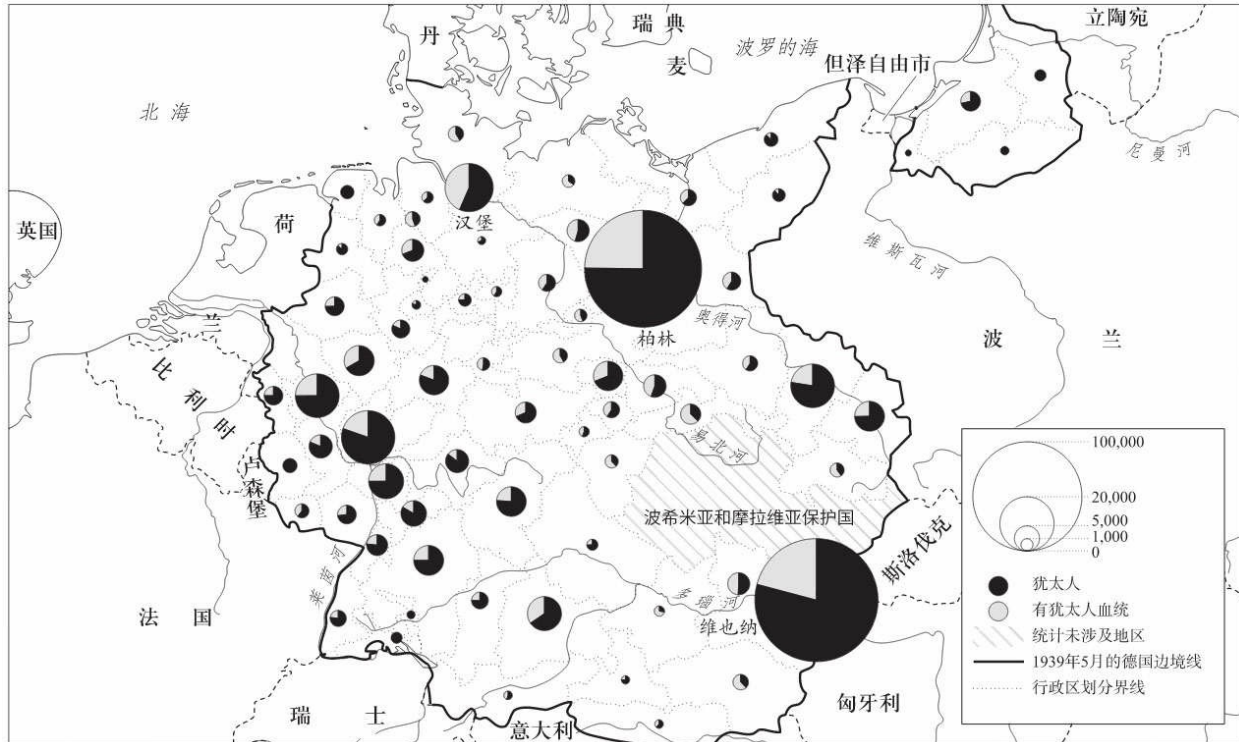 立陶宛
瑞典
丹
麦
波罗的海
但泽自由市
北海
尼曼河
英国
荷
汉堡
维斯瓦河
兰
柏林
奥得河
波兰
比利时
易北河
卢森堡
波希米亚和摩拉维亚保护国
斯洛伐克
莱茵河
多瑙河
维也纳
法国
瑞士
意大利
匈牙利
100,000
20,000
5,000
1,000
0
犹太人
有犹太人血统
统计未涉及地区
1939年5月的德国边境线
行政区划分界线